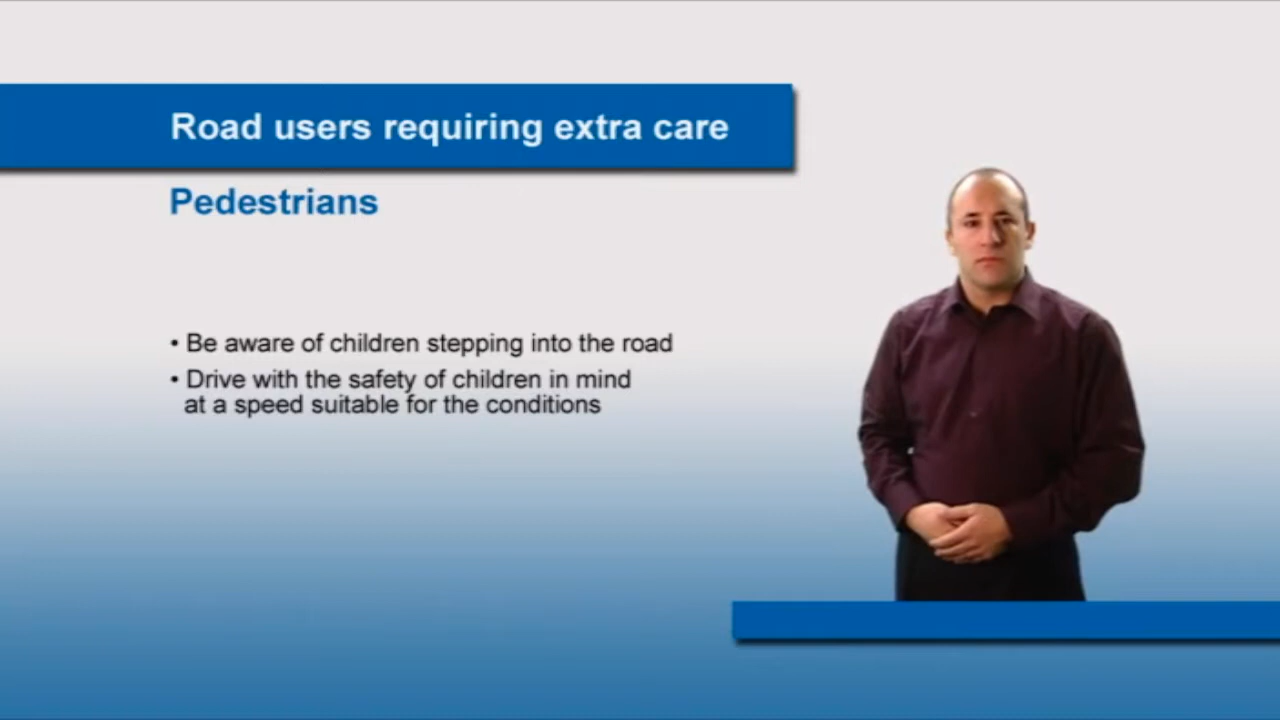 Road users requiring extra care
Pedestrians
• Be aware of children stepping into the road
• Drive with the safety of children in mind
at a speed suitable for the conditions